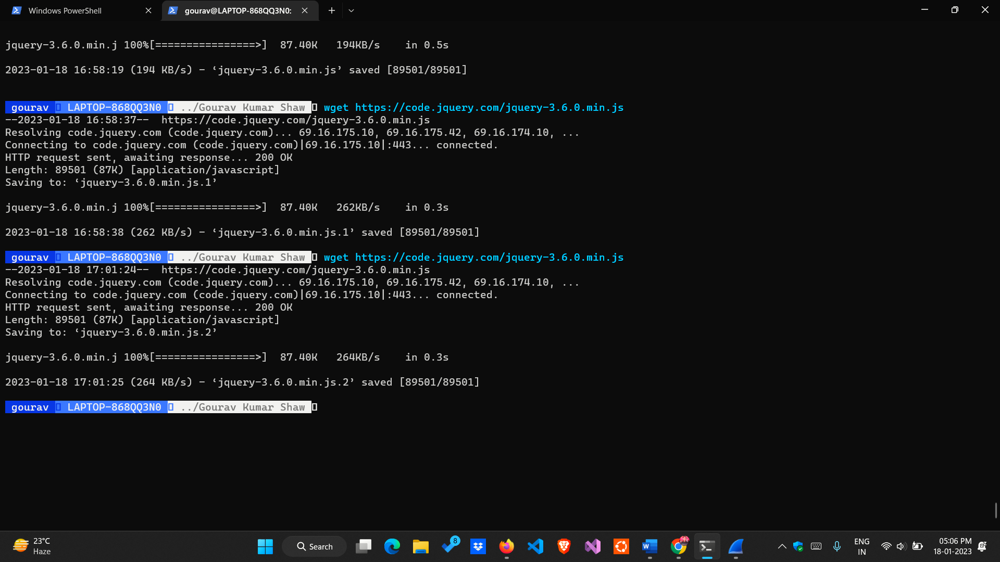 Windows PowerShell
gourav@LAPTOP-868QQ3N0:
jquery-3.6.0.min.j 100%[================>]  87.40K   194KB/s    in 0.5s
2023-01-18 16:58:19 (194 KB/s) - ‘jquery-3.6.0.min.js’ saved [89501/89501]
gourav LAPTOP-868QQ3N0 ../Gourav Kumar Shaw wget https://code.jquery.com/jquery-3.6.0.min.js
--2023-01-18 16:58:37--  https://code.jquery.com/jquery-3.6.0.min.js
Resolving code.jquery.com (code.jquery.com)... 69.16.175.10, 69.16.175.42, 69.16.174.10, ...
Connecting to code.jquery.com (code.jquery.com)|69.16.175.10|:443... connected.
HTTP request sent, awaiting response... 200 OK
Length: 89501 (87K) [application/javascript]
Saving to: ‘jquery-3.6.0.min.js.1’
jquery-3.6.0.min.j 100%[================>]  87.40K   262KB/s    in 0.3s
2023-01-18 16:58:38 (262 KB/s) - ‘jquery-3.6.0.min.js.1’ saved [89501/89501]
gourav LAPTOP-868QQ3N0 ../Gourav Kumar Shaw wget https://code.jquery.com/jquery-3.6.0.min.js
--2023-01-18 17:01:24--  https://code.jquery.com/jquery-3.6.0.min.js
Resolving code.jquery.com (code.jquery.com)... 69.16.175.10, 69.16.175.42, 69.16.174.10, ...
Connecting to code.jquery.com (code.jquery.com)|69.16.175.10|:443... connected.
HTTP request sent, awaiting response... 200 OK
Length: 89501 (87K) [application/javascript]
Saving to: ‘jquery-3.6.0.min.js.2’
jquery-3.6.0.min.j 100%[================>]  87.40K   264KB/s    in 0.3s
2023-01-18 17:01:25 (264 KB/s) - ‘jquery-3.6.0.min.js.2’ saved [89501/89501]
gourav LAPTOP-868QQ3N0 ../Gourav Kumar Shaw
23°C
Haze
Search
8
W
ENG
IN
05:06 PM
18-01-2023